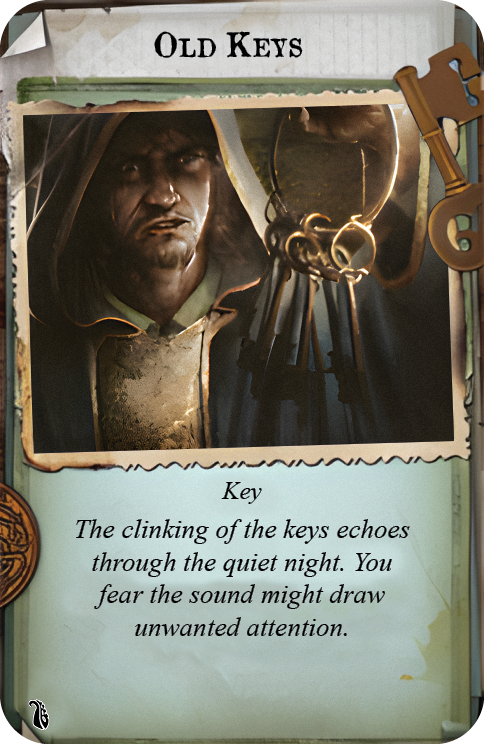 Old Keys
Key
The clinking of the keys echoes
through the quiet night. You
fear the sound might draw
unwanted attention.